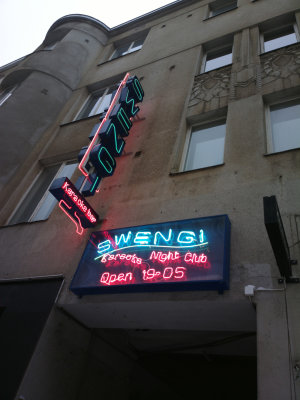 Karaoke bar
SWENGI
Karaoke Night Club
Open 19-05